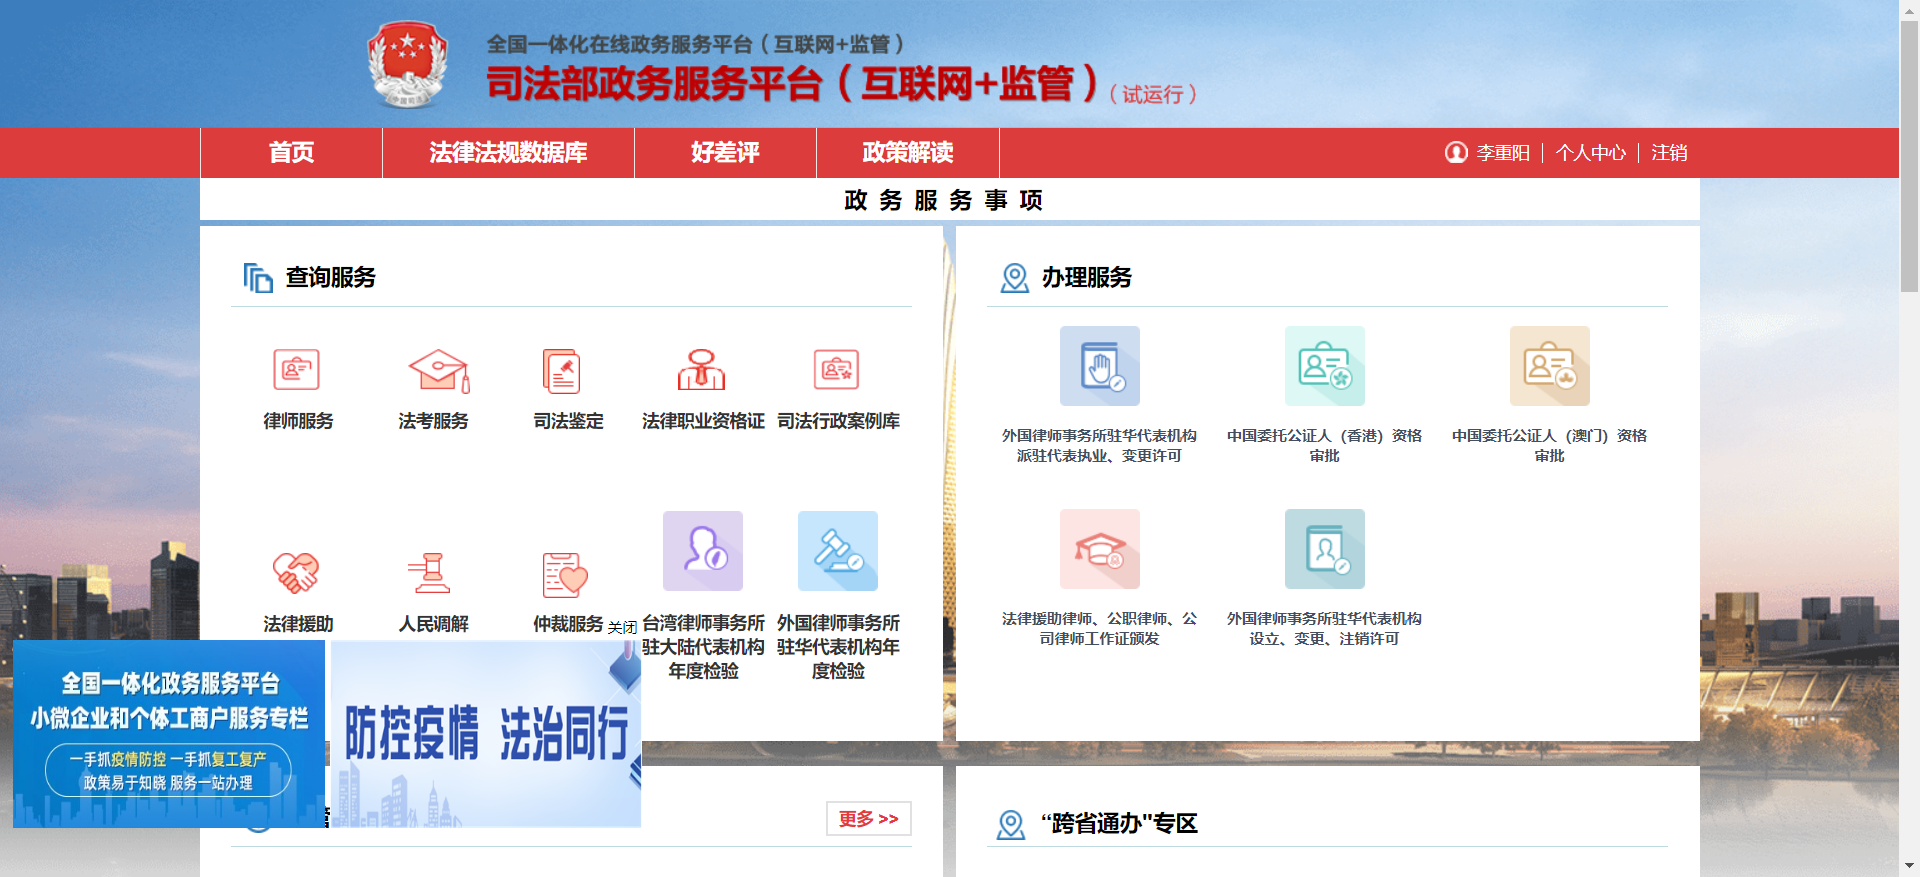 全国一体化在线政务服务平台（互联网+监管）
司法部政务服务平台（互联网+监管）（试运行）
首页
法律法规数据库
好差评
政策解读
李重阳
个人中心
注销
政务服务事项
查询服务
律师服务
法考服务
司法鉴定
法律职业资格证
司法行政案例库
法律援助
人民调解
仲裁服务
台湾律师事务所
驻大陆代表机构
年度检验
外国律师事务所
驻华代表机构年
度检验
办理服务
外国律师事务所驻华代表机构
派驻代表执业、变更许可
中国委托公证人（香港）资格
审批
中国委托公证人（澳门）资格
审批
法律援助律师、公职律师、公
司律师工作证颁发
外国律师事务所驻华代表机构
设立、变更、注销许可
关闭
全国一体化政务服务平台
小微企业和个体工商户服务专栏
一手抓疫情防控 一手抓复工复产
政策易于知晓 服务一站办理
防控疫情 法治同行
更多 >>
“跨省通办"专区